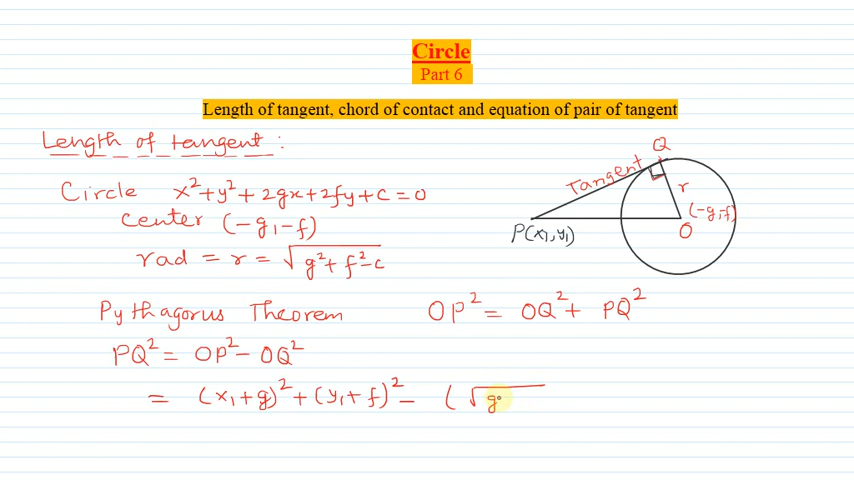 Circle
Part 6
Length of tangent, chord of contact and equation of pair of tangent
Length of tangent :
Circle x²+y²+2gx+2fy+c=0
center (-g,-f)
rad = r = √g²+f²-c
Pythagorus Theorem OP² = OQ²+ PQ²
PQ² = OP²- OQ²
= (x₁+g)²+(y₁+f)²- (√g
Q
Tangent
r
(-g,-f)
P(x₁,y₁)
O